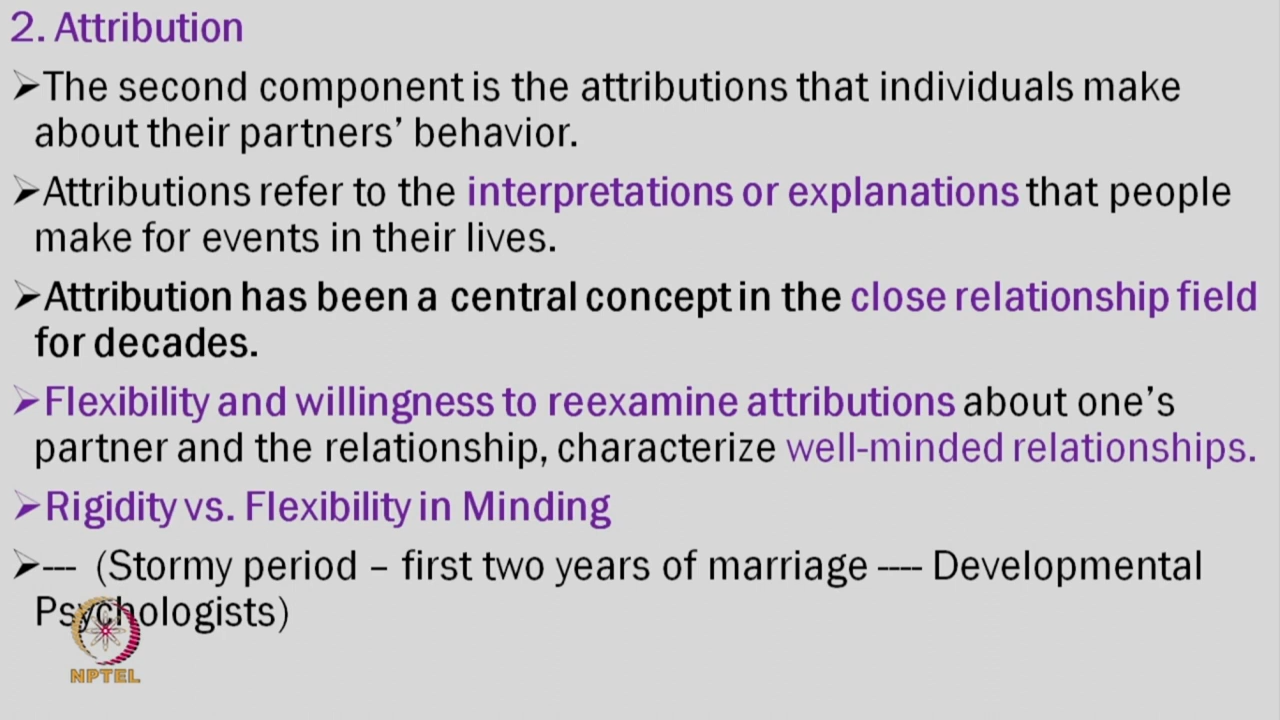 2. Attribution
➢The second component is the attributions that individuals make
about their partners’ behavior.
➢Attributions refer to the interpretations or explanations that people
make for events in their lives.
➢Attribution has been a central concept in the close relationship field
for decades.
➢Flexibility and willingness to reexamine attributions about one’s
partner and the relationship, characterize well-minded relationships.
➢Rigidity vs. Flexibility in Minding
➢--- (Stormy period – first two years of marriage ---- Developmental
Psychologists)
NPTEL